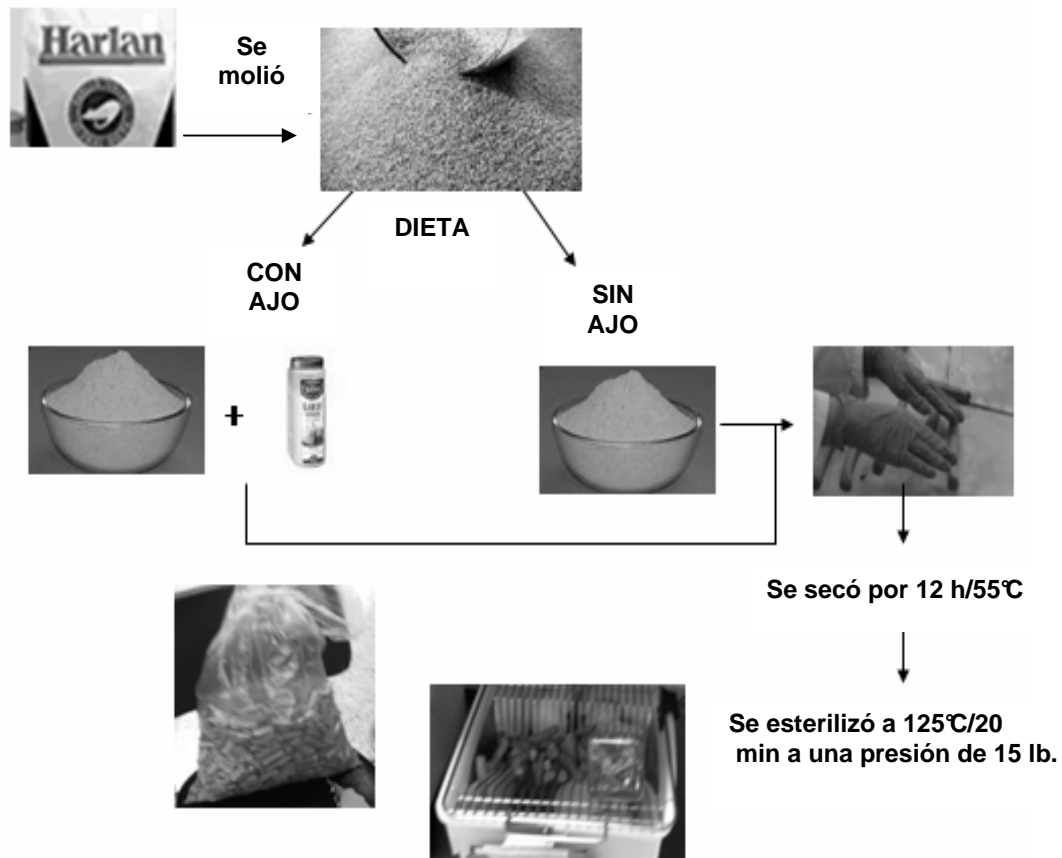 Harlan
Se
molió
DIETA
CON
AJO
SIN
AJO
+
Se secó por 12 h/55°C
Se esterilizó a 125°C/20
min a una presión de 15 lb.